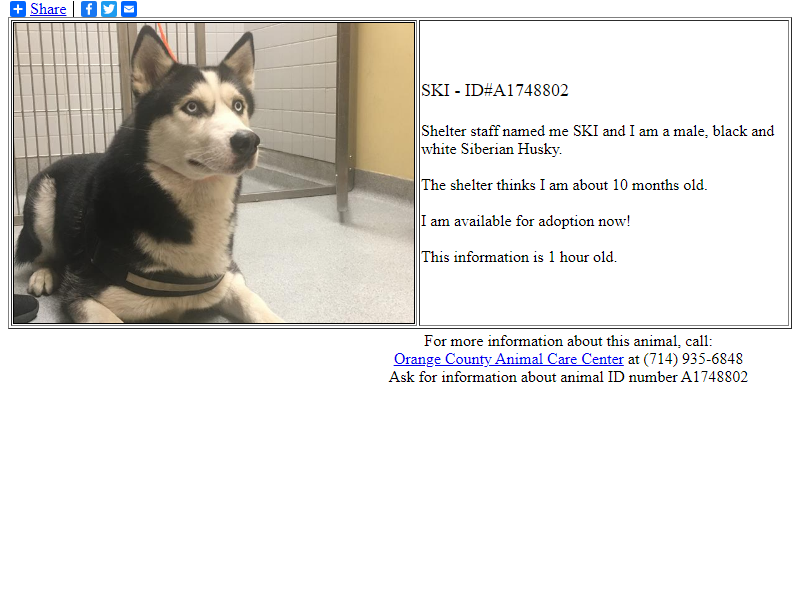 Share |
SKI - ID#A1748802
Shelter staff named me SKI and I am a male, black and
white Siberian Husky.
The shelter thinks I am about 10 months old.
I am available for adoption now!
This information is 1 hour old.
For more information about this animal, call:
Orange County Animal Care Center at (714) 935-6848
Ask for information about animal ID number A1748802